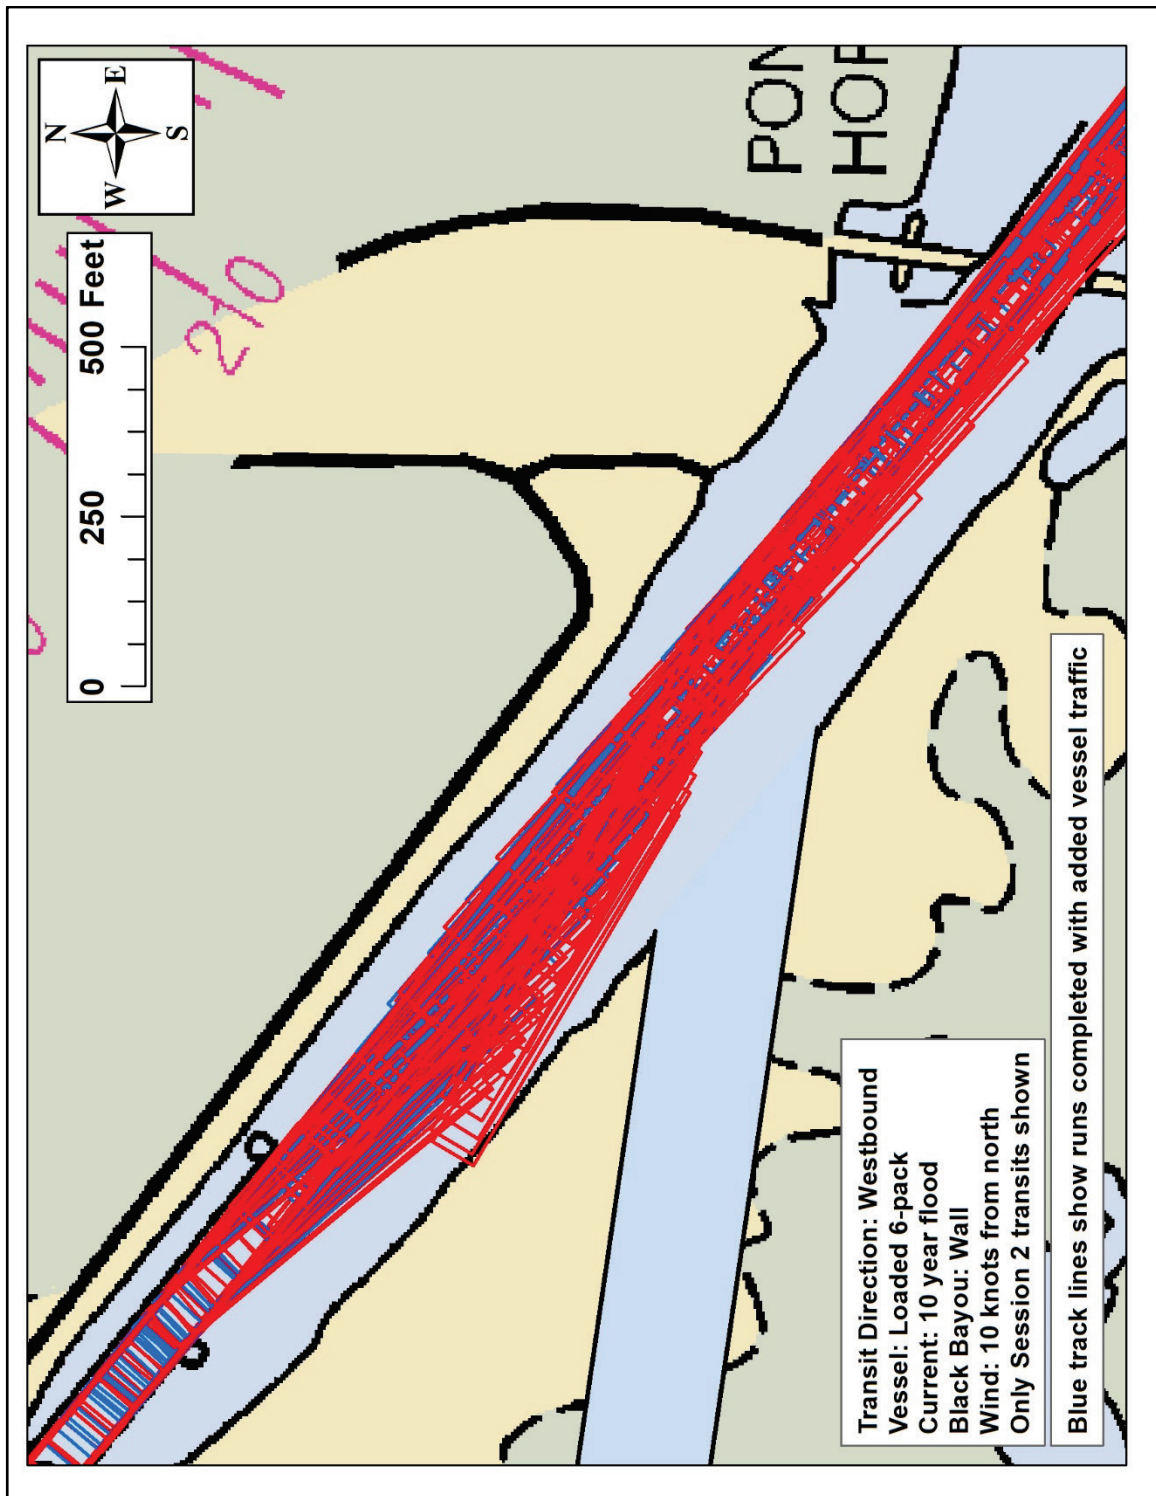 N
W E
S
0 250 500 Feet
210
PON
HOR
Transit Direction: Westbound
Vessel: Loaded 6-pack
Current: 10 year flood
Black Bayou: Wall
Wind: 10 knots from north
Only Session 2 transits shown
Blue track lines show runs completed with added vessel traffic